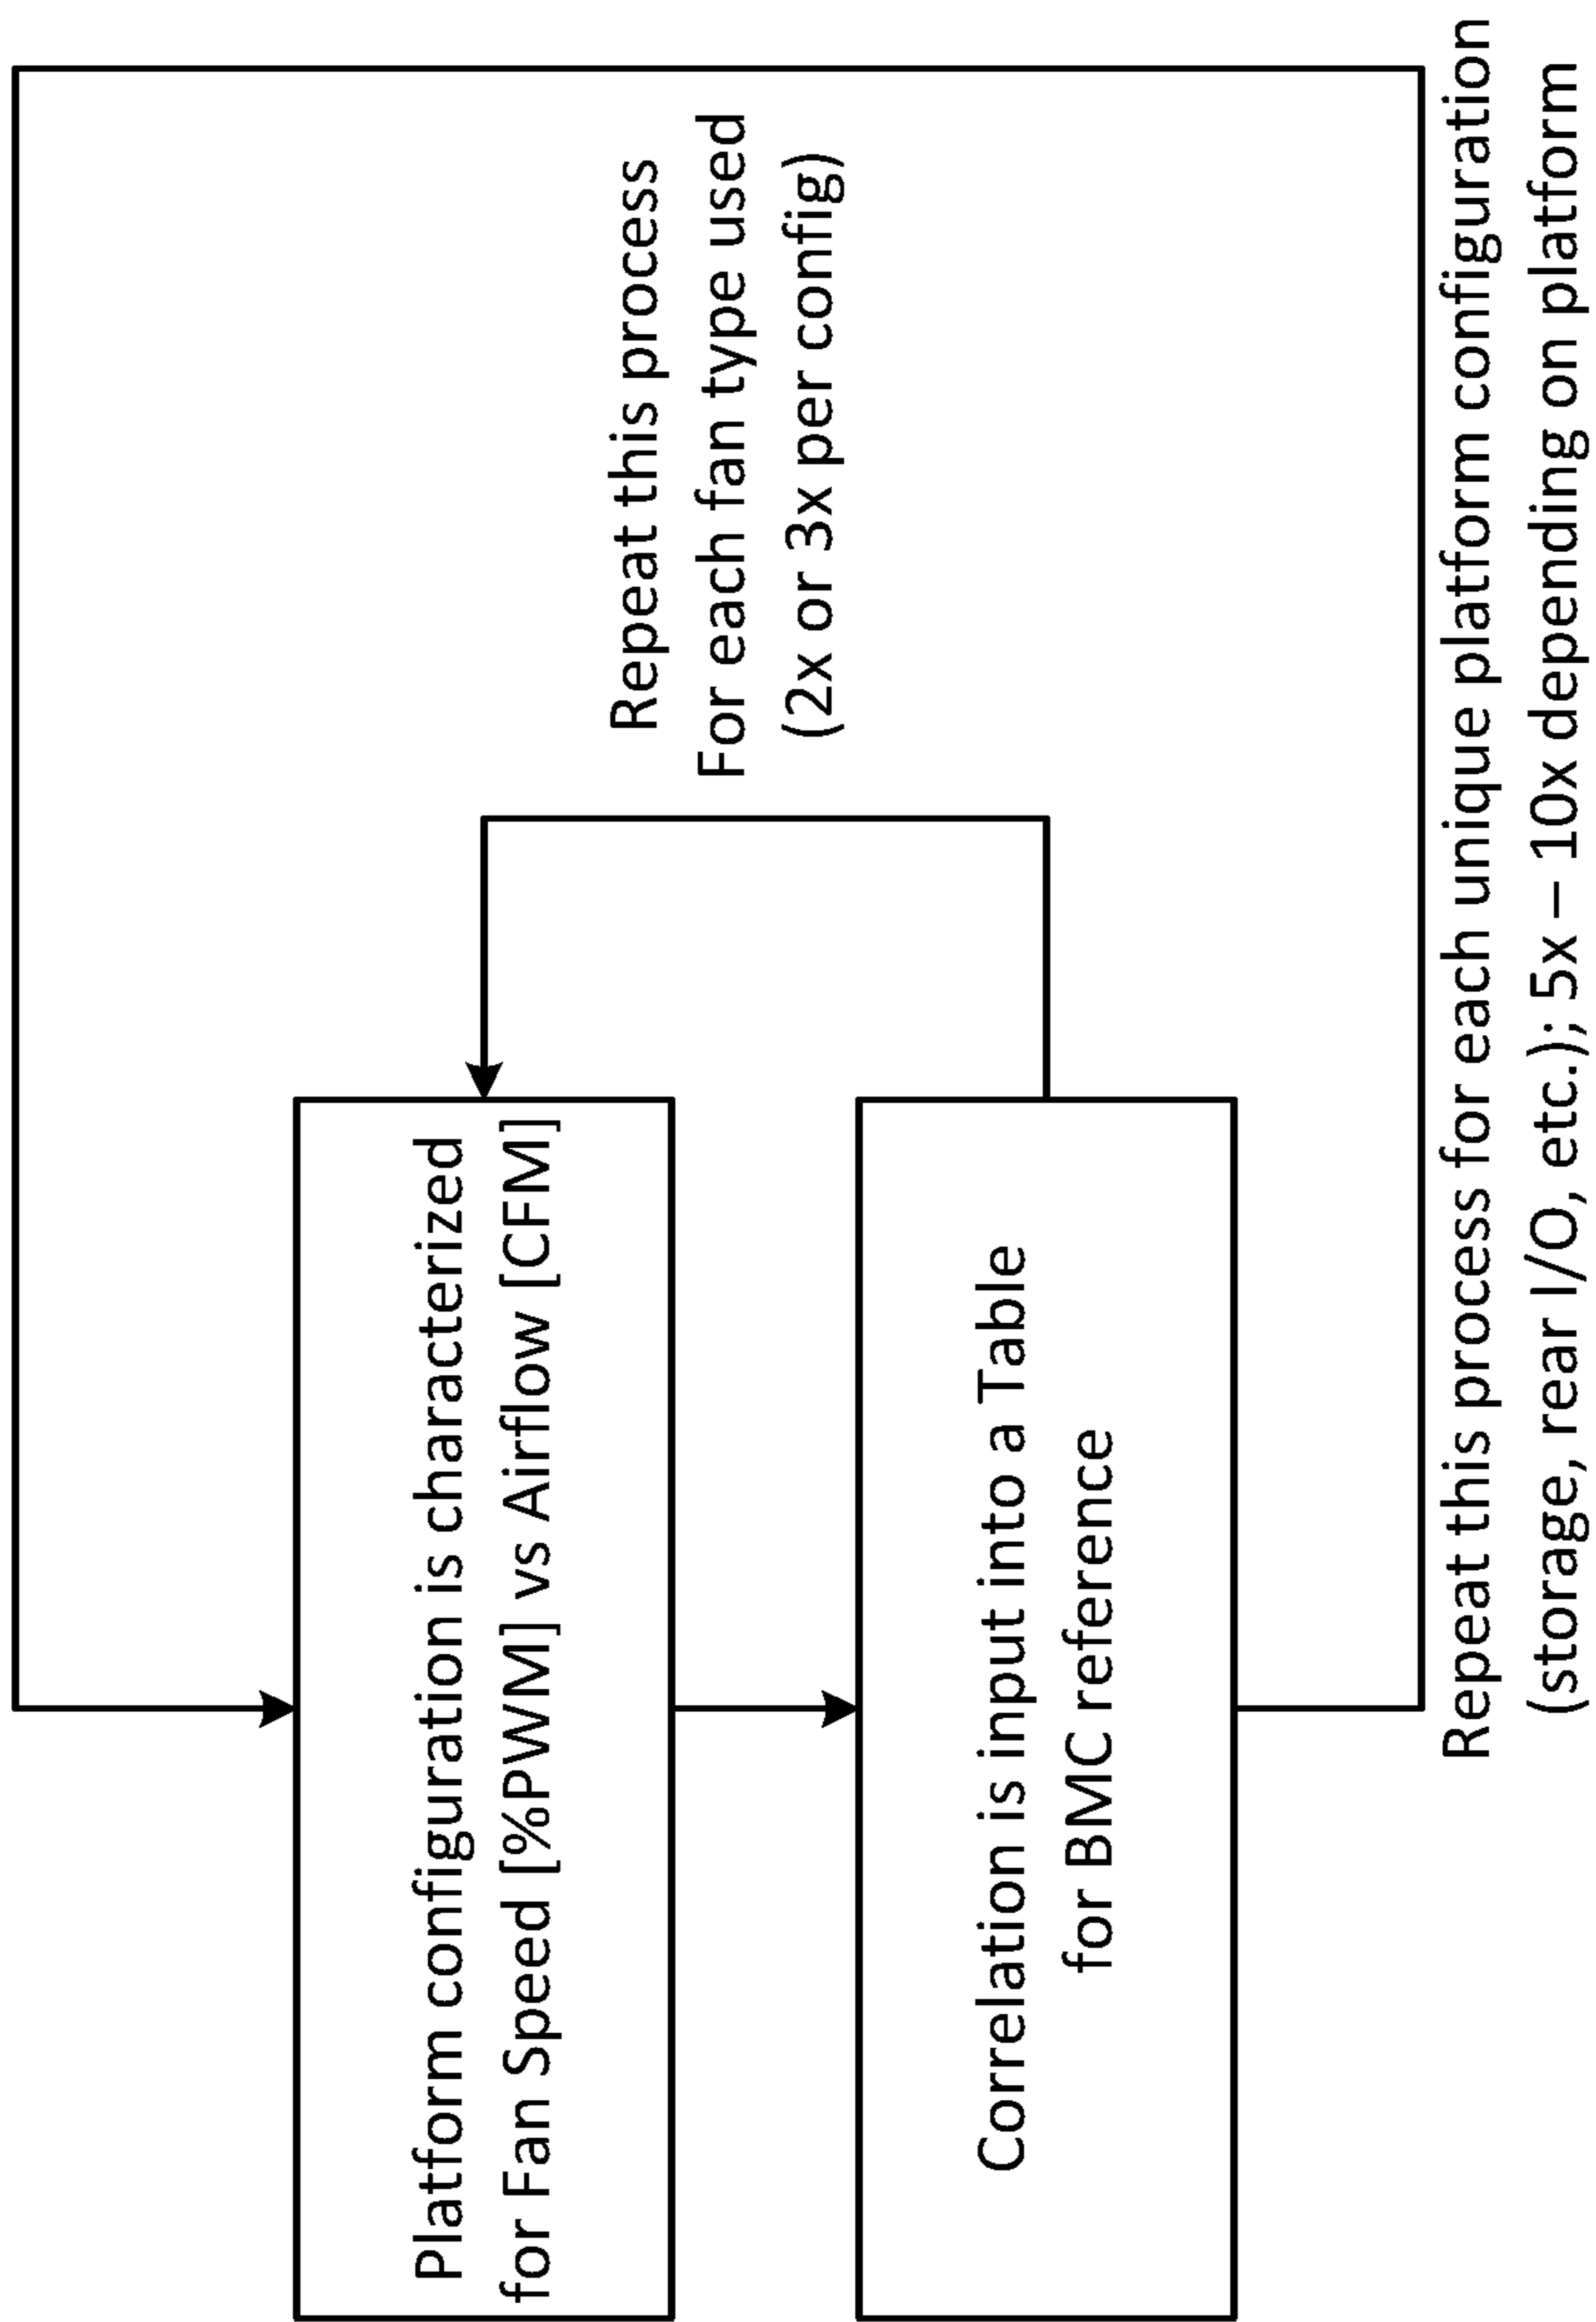 Platform configuration is characterized
for Fan Speed [%PWM] vs Airflow [CFM]
Repeat this process
For each fan type used
(2x or 3x per config)
Correlation is input into a Table
for BMC reference
Repeat this process for each unique platform configuration
(storage, rear I/O, etc.); 5x – 10x depending on platform